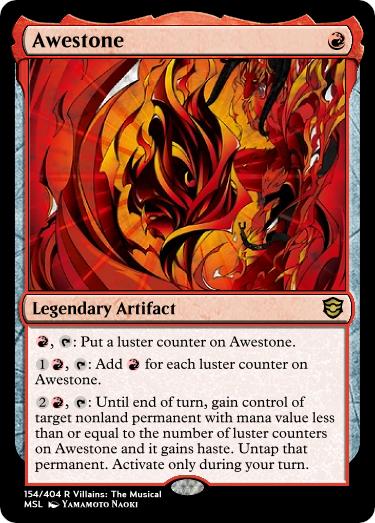 Awestone
Legendary Artifact
, : Put a luster counter on Awestone.
1 , : Add for each luster counter on
Awestone.
2 , : Until end of turn, gain control of
target nonland permanent with mana value less
than or equal to the number of luster counters
on Awestone and it gains haste. Untap that
permanent. Activate only during your turn.
154/404 R Villains: The Musical
MSL YAMAMOTO NAOKI